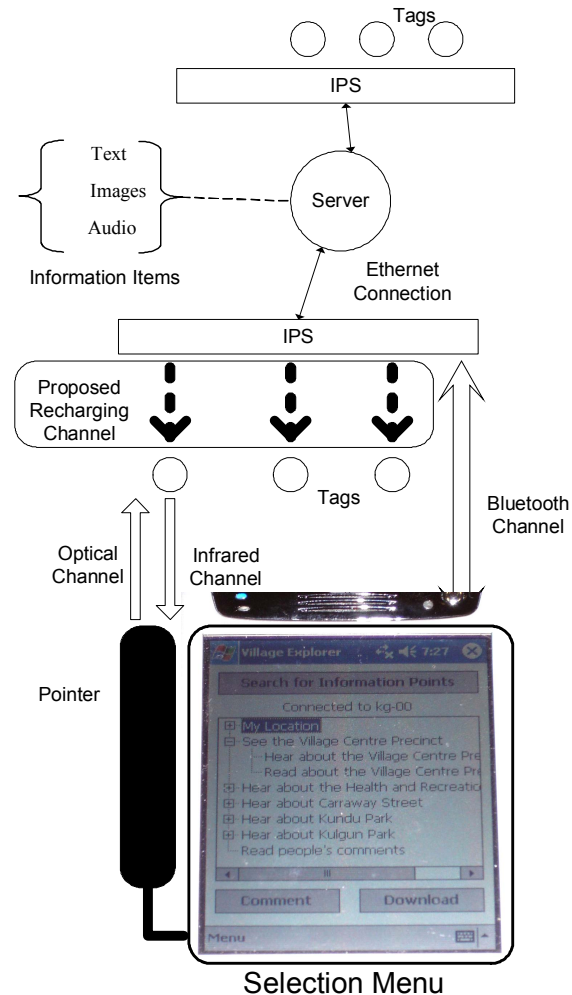 Tags
IPS
Text
Images
Audio
Server
Information Items
Ethernet
Connection
IPS
Proposed
Recharging
Channel
Tags
Bluetooth
Channel
Optical
Channel
Infrared
Channel
Pointer
Village Explorer 7:27
Search for Information Points
Connected to kg-00
My Location
See the Village Centre Precinct
Hear about the Village Centre Pre
Read about the Village Centre Pre
Hear about the Health and Recreatio
Hear about Carraway Street
Hear about Kundu Park
Hear about Kulgun Park
Read people's comments
Comment Download
Menu
Selection Menu